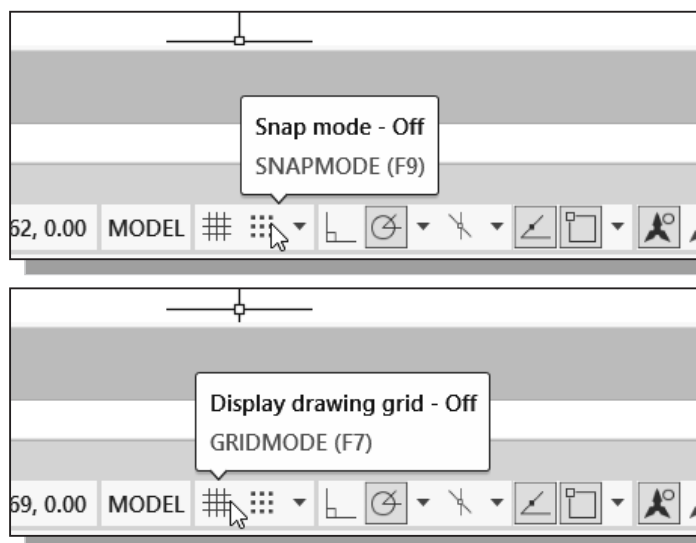 Snap mode - Off
SNAPMODE (F9)
62, 0.00 MODEL
Display drawing grid - Off
GRIDMODE (F7)
69, 0.00 MODEL